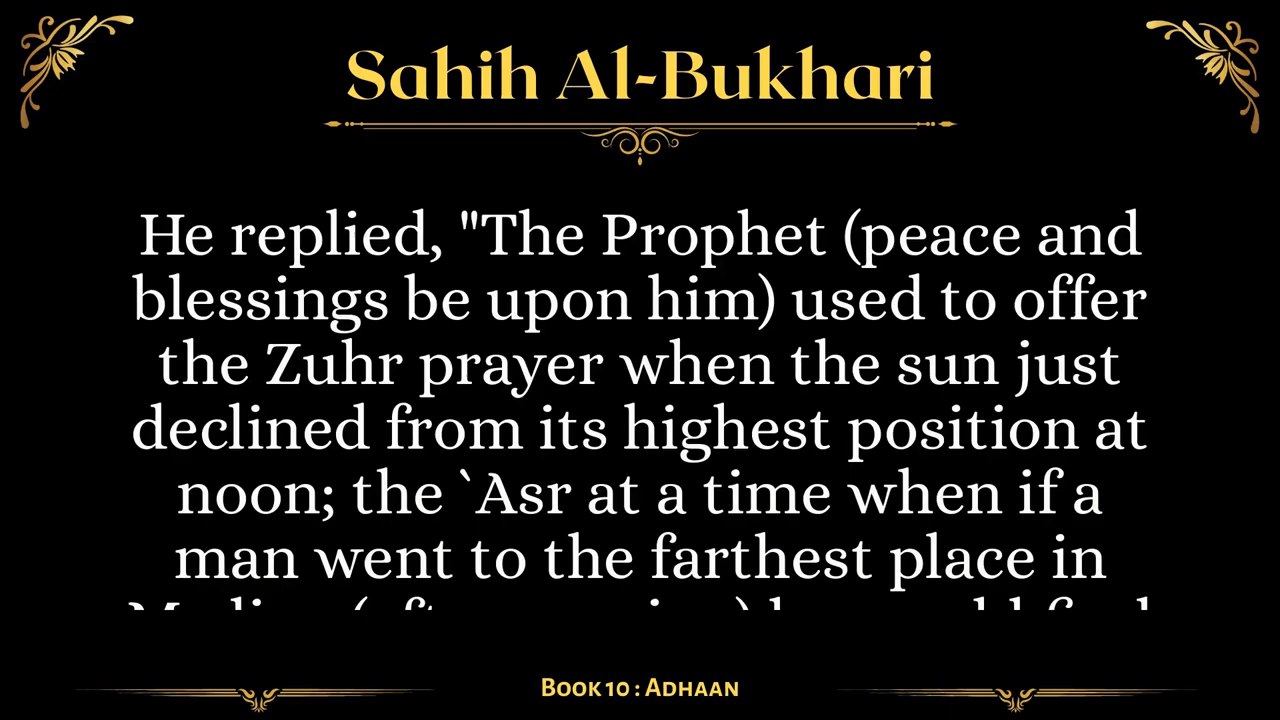 Sahih Al-Bukhari
He replied, "The Prophet (peace and
blessings be upon him) used to offer
the Zuhr prayer when the sun just
declined from its highest position at
noon; the `Asr at a time when if a
man went to the farthest place in
Book 10 : Adhaan